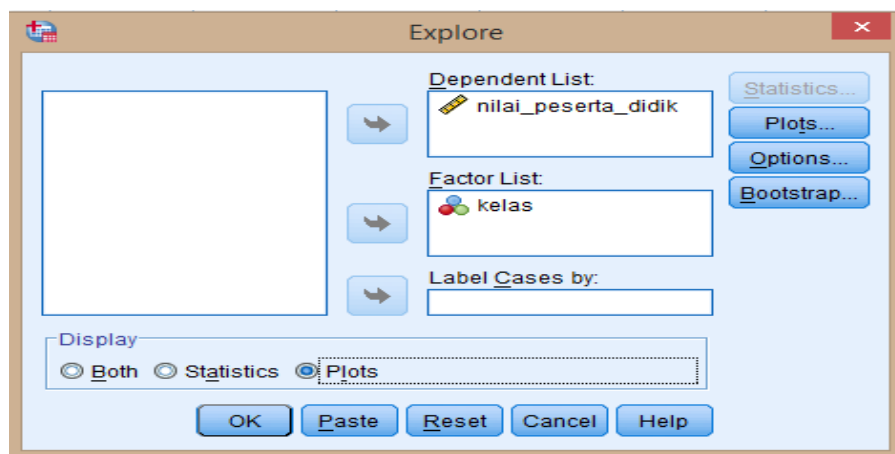 Explore
Dependent List:
nilai_peserta_didik
Statistics...
Plots...
Options...
Bootstrap...
Factor List:
kelas
Label Cases by:
Display
Both Statistics Plots
OK Paste Reset Cancel Help